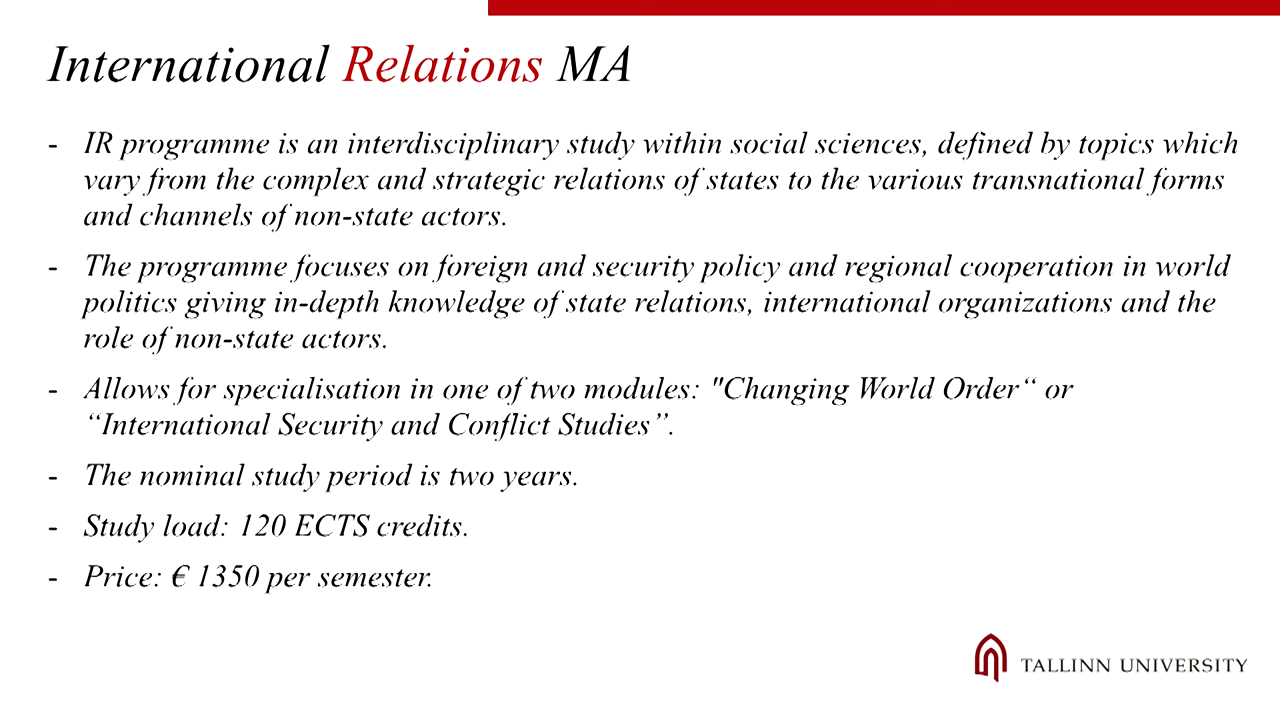 International Relations MA
- IR programme is an interdisciplinary study within social sciences, defined by topics which
vary from the complex and strategic relations of states to the various transnational forms
and channels of non-state actors.
- The programme focuses on foreign and security policy and regional cooperation in world
politics giving in-depth knowledge of state relations, international organizations and the
role of non-state actors.
- Allows for specialisation in one of two modules: "Changing World Order“ or
“International Security and Conflict Studies”.
- The nominal study period is two years.
- Study load: 120 ECTS credits.
- Price: € 1350 per semester.
TALLINN UNIVERSITY